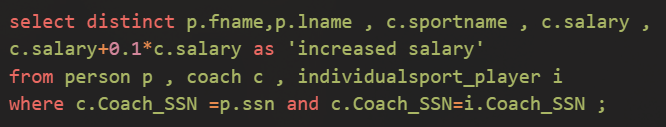 select distinct p.fname,p.lname , c.sportname , c.salary ,
c.salary+0.1*c.salary as 'increased salary'
from person p , coach c , individualsport_player i
where c.Coach_SSN =p.ssn and c.Coach_SSN=i.Coach_SSN ;